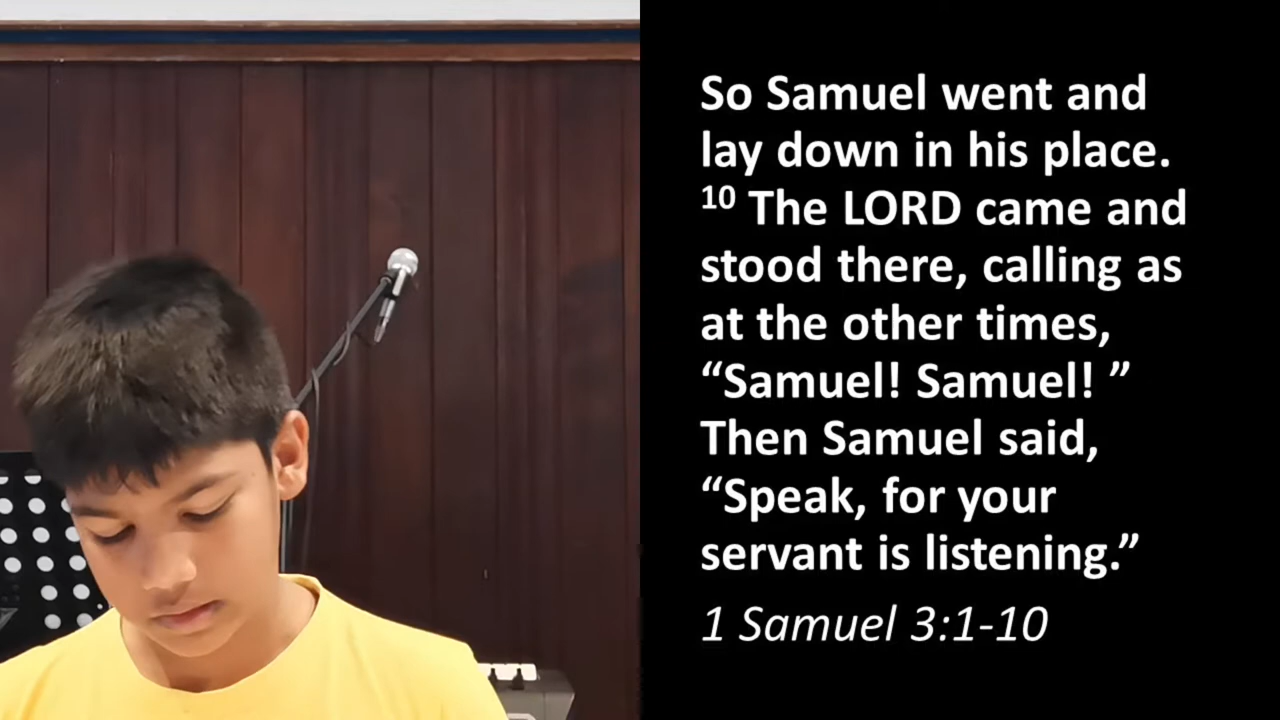 So Samuel went and
lay down in his place.
10 The LORD came and
stood there, calling as
at the other times,
“Samuel! Samuel! ”
Then Samuel said,
“Speak, for your
servant is listening.”
1 Samuel 3:1-10